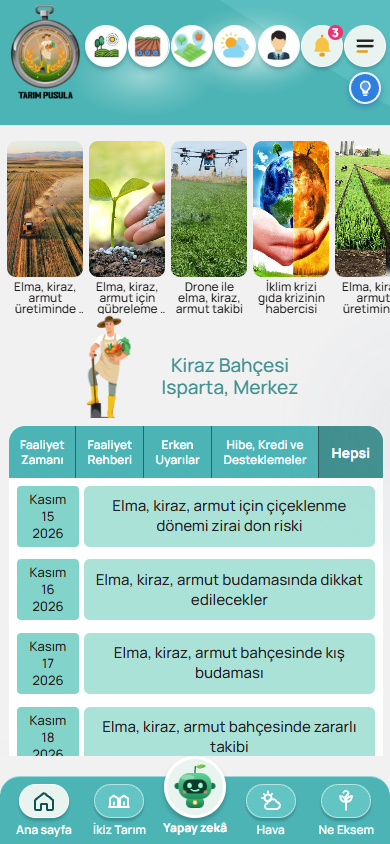 TARIM PUSULA
3
Elma, kiraz,
armut
üretiminde ..
Elma, kiraz,
armut için
gübreleme ..
Drone ile
elma, kiraz,
armut takibi
İklim krizi
gıda krizinin
habercisi
Elma, kiraz
armut
üretimin
Kiraz Bahçesi
Isparta, Merkez
Faaliyet
Zamanı
Faaliyet
Rehberi
Erken
Uyarılar
Hibe, Kredi ve
Desteklemeler
Hepsi
Kasım
15
2026
Elma, kiraz, armut için çiçeklenme
dönemi zirai don riski
Kasım
16
2026
Elma, kiraz, armut budamasında dikkat
edilecekler
Kasım
17
2026
Elma, kiraz, armut bahçesinde kış
budaması
Kasım
18
2026
Elma, kiraz, armut bahçesinde zararlı
takibi
Ana sayfa
İkiz Tarım
Yapay zekâ
Hava
Ne Eksem